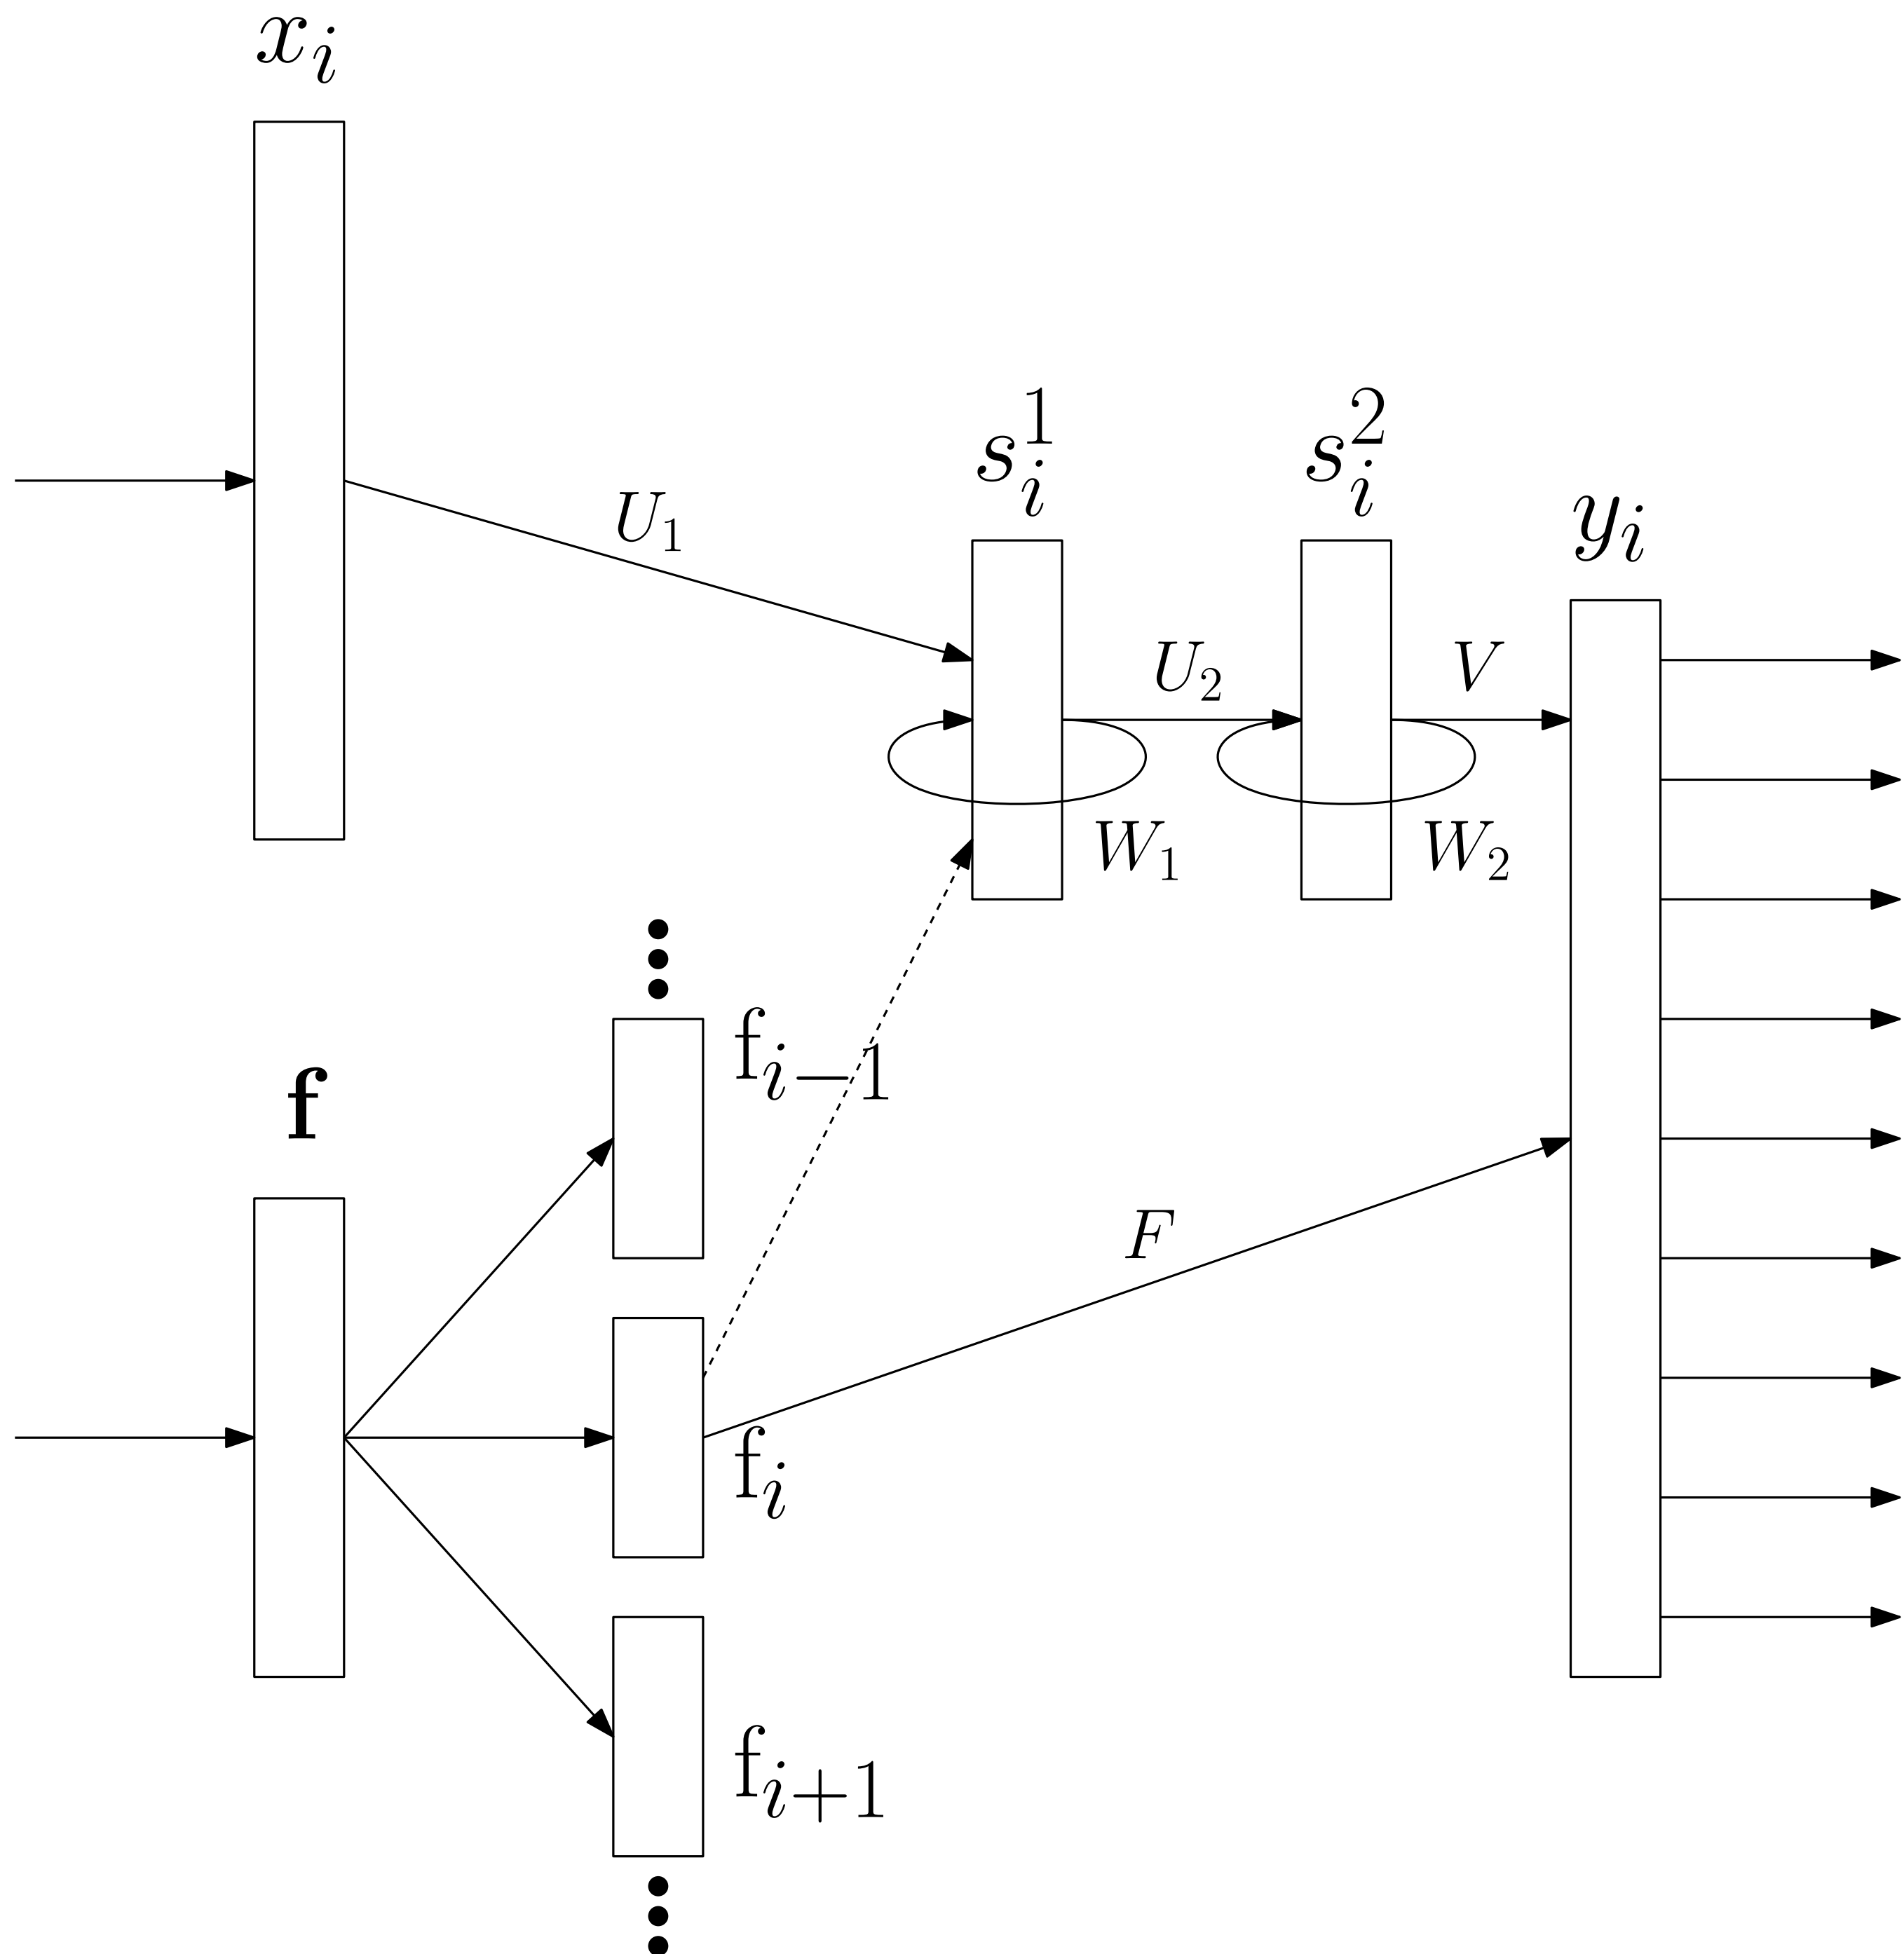 x_i
s_i^1
s_i^2
y_i
U_1
U_2
V
W_1
W_2
f_{i-1}
f
F
f_i
f_{i+1}